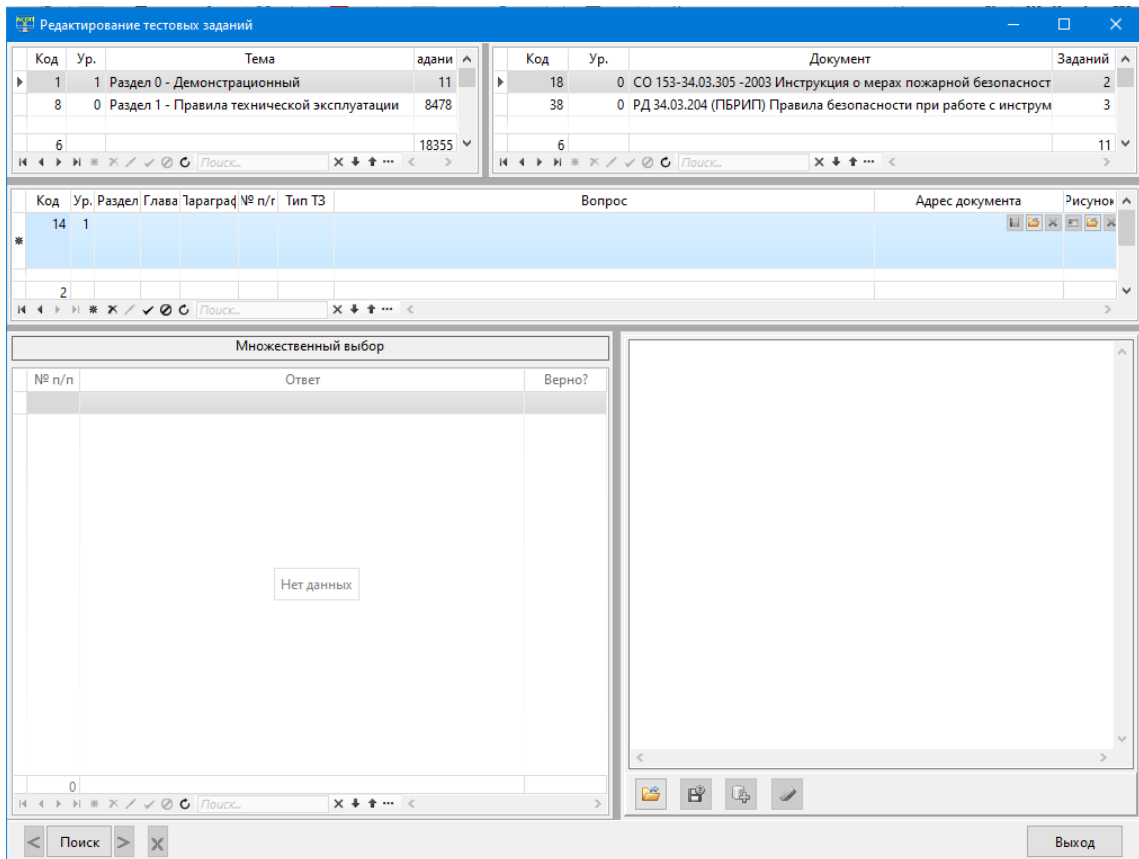 Редактирование тестовых заданий
Код Ур. Тема адани
1 1 Раздел 0 - Демонстрационный 11
8 0 Раздел 1 - Правила технической эксплуатации 8478
6 18355
Поиск...
Код Ур. Документ Заданий
18 0 СО 153-34.03.305 -2003 Инструкция о мерах пожарной безопасност 2
38 0 РД 34.03.204 (ПБРИП) Правила безопасности при работе с инструм 3
6 11
Поиск...
Код Ур. Раздел Глава Параграф № п/г Тип ТЗ Вопрос Адрес документа Рисунок
14 1
2
Поиск...
Множественный выбор
№ п/п Ответ Верно?
Нет данных
0
Поиск...
< Поиск > X
Выход